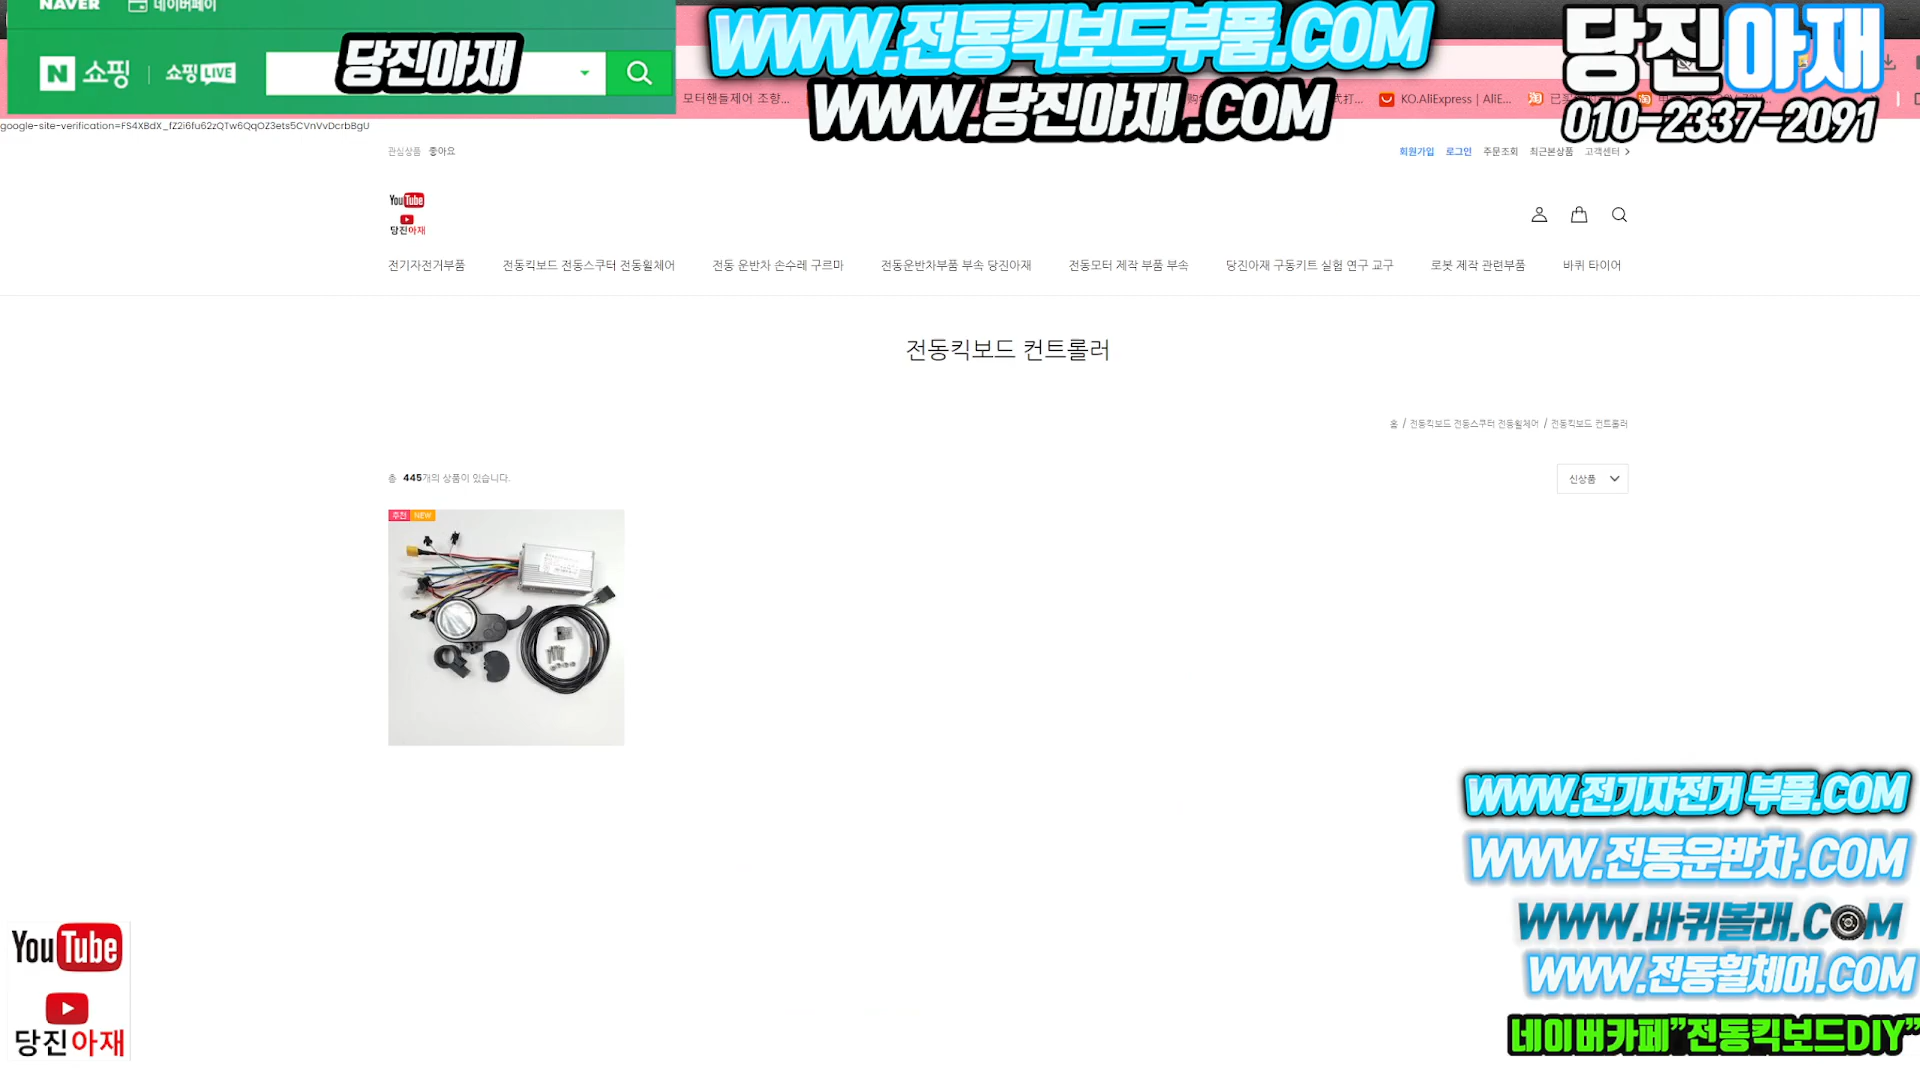 NAVER 네이버페이
N 쇼핑 쇼핑 LIVE 당진아재
WWW.전동킥보드부품.COM
WWW.당진아재.COM
당진아재
010-2337-2091
모터핸들제어 조향...
KO.AliExpress | AliE...
google-site-verification=FS4XBdX_fZ2i6fu62zQTw6QqOZ3ets5CVnVvDcrbBgU
관심상품 좋아요
회원가입 로그인 주문조회 최근본상품 고객센터
YouTube
당진아재
전기자전거부품 전동킥보드 전동스쿠터 전동휠체어 전동 운반차 손수레 구르마 전동운반차부품 부속 당진아재 전동모터 제작 부품 부속 당진아재 구동키트 실험 연구 교구 로봇 제작 관련부품 바퀴 타이어
전동킥보드 컨트롤러
홈 / 전동킥보드 전동스쿠터 전동휠체어 / 전동킥보드 컨트롤러
총 445개의 상품이 있습니다.
신상품
추천 NEW
WWW.전기자전거부품.COM
WWW.전동운반차.COM
WWW.바퀴볼래.COM
WWW.전동휠체어.COM
네이버카페"전동킥보드DIY"
YouTube
당진아재